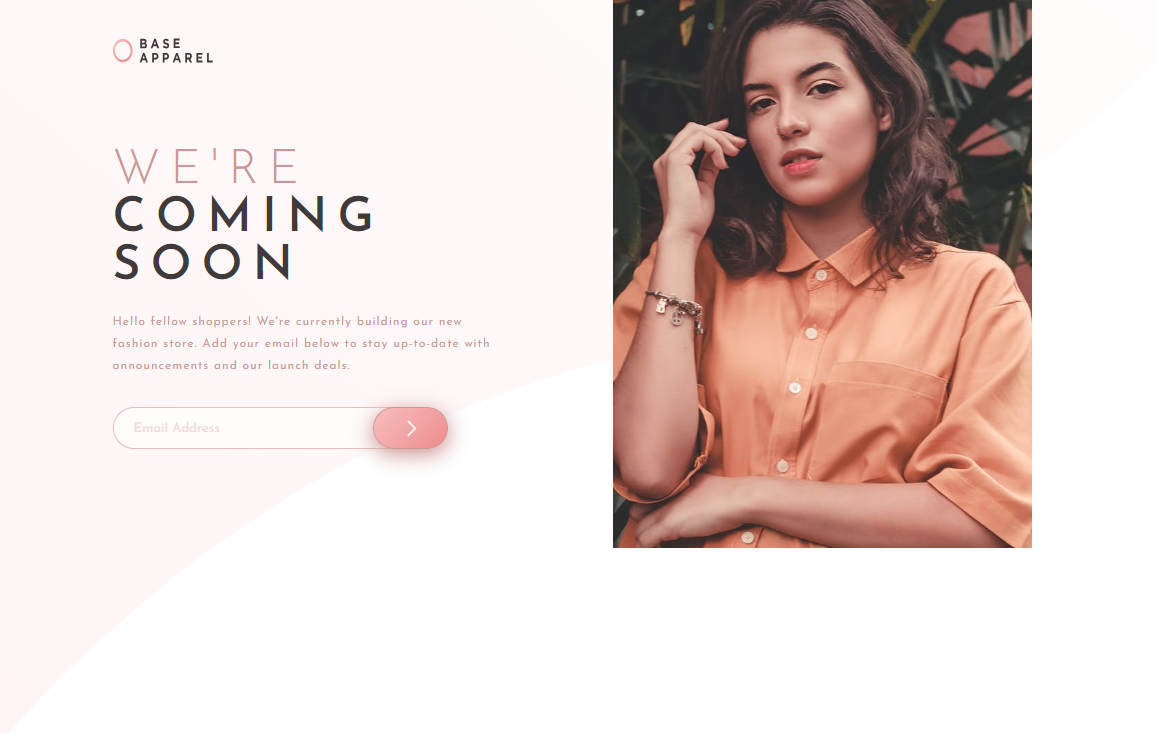 BASE
APPAREL
WE'RE
COMING
SOON
Hello fellow shoppers! We're currently building our new
fashion store. Add your email below to stay up-to-date with
announcements and our launch deals.
Email Address